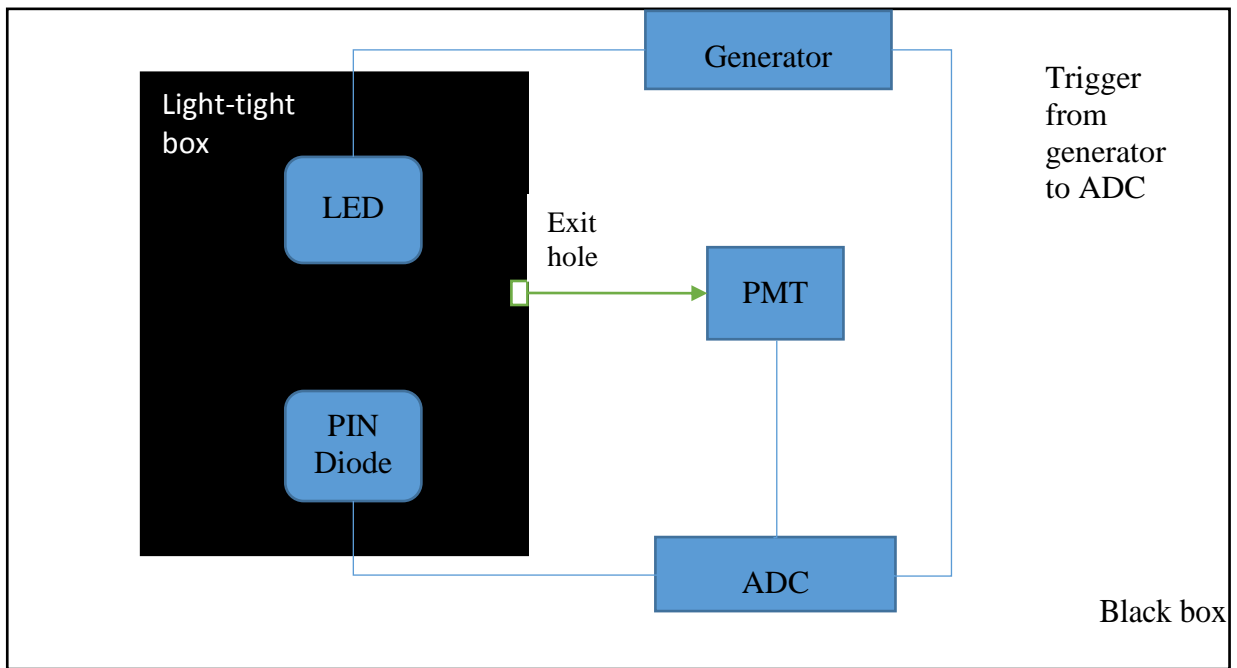 Generator
Trigger
from
generator
to ADC
Light-tight
box
LED
Exit
hole
PMT
PIN
Diode
ADC
Black box